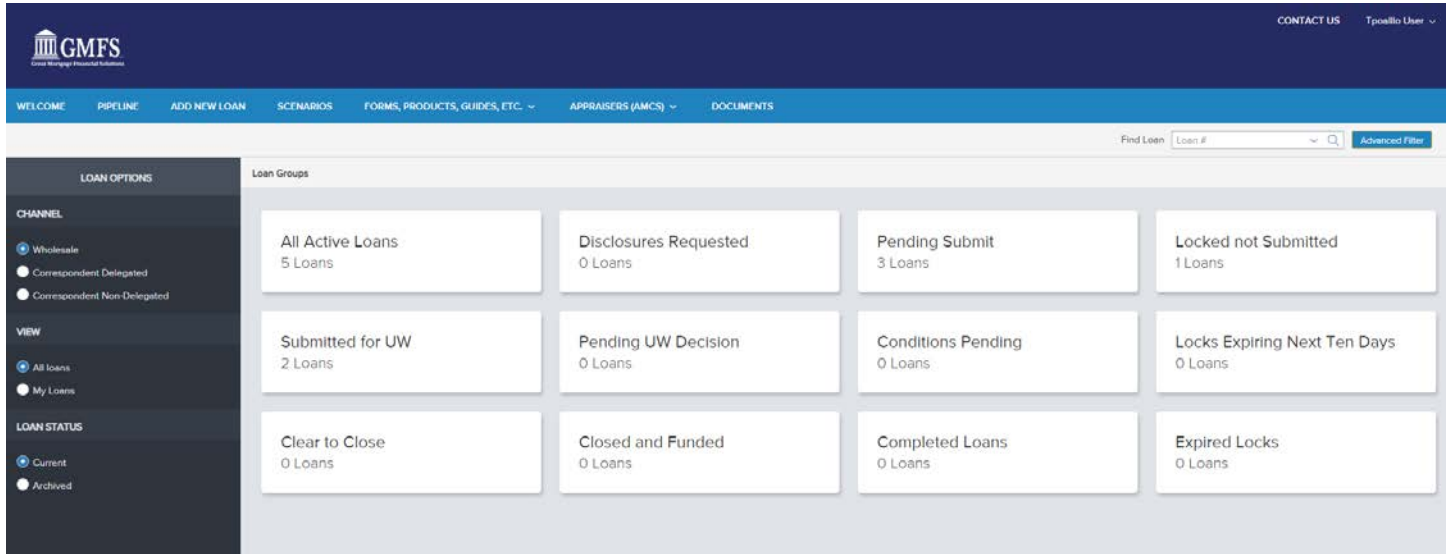 CONTACT US Tpoallo User
GMFS
Great Mortgage Financial Solutions
WELCOME PIPELINE ADD NEW LOAN SCENARIOS FORMS, PRODUCTS, GUIDES, ETC. APPRAISERS (AMCS) DOCUMENTS
Find Loan Loan # Advanced Filter
LOAN OPTIONS
CHANNEL
Wholesale
Correspondent Delegated
Correspondent Non-Delegated
VIEW
All loans
My Loans
LOAN STATUS
Current
Archived
Loan Groups
All Active Loans
5 Loans
Disclosures Requested
0 Loans
Pending Submit
3 Loans
Locked not Submitted
1 Loans
Submitted for UW
2 Loans
Pending UW Decision
0 Loans
Conditions Pending
0 Loans
Locks Expiring Next Ten Days
0 Loans
Clear to Close
0 Loans
Closed and Funded
0 Loans
Completed Loans
0 Loans
Expired Locks
0 Loans